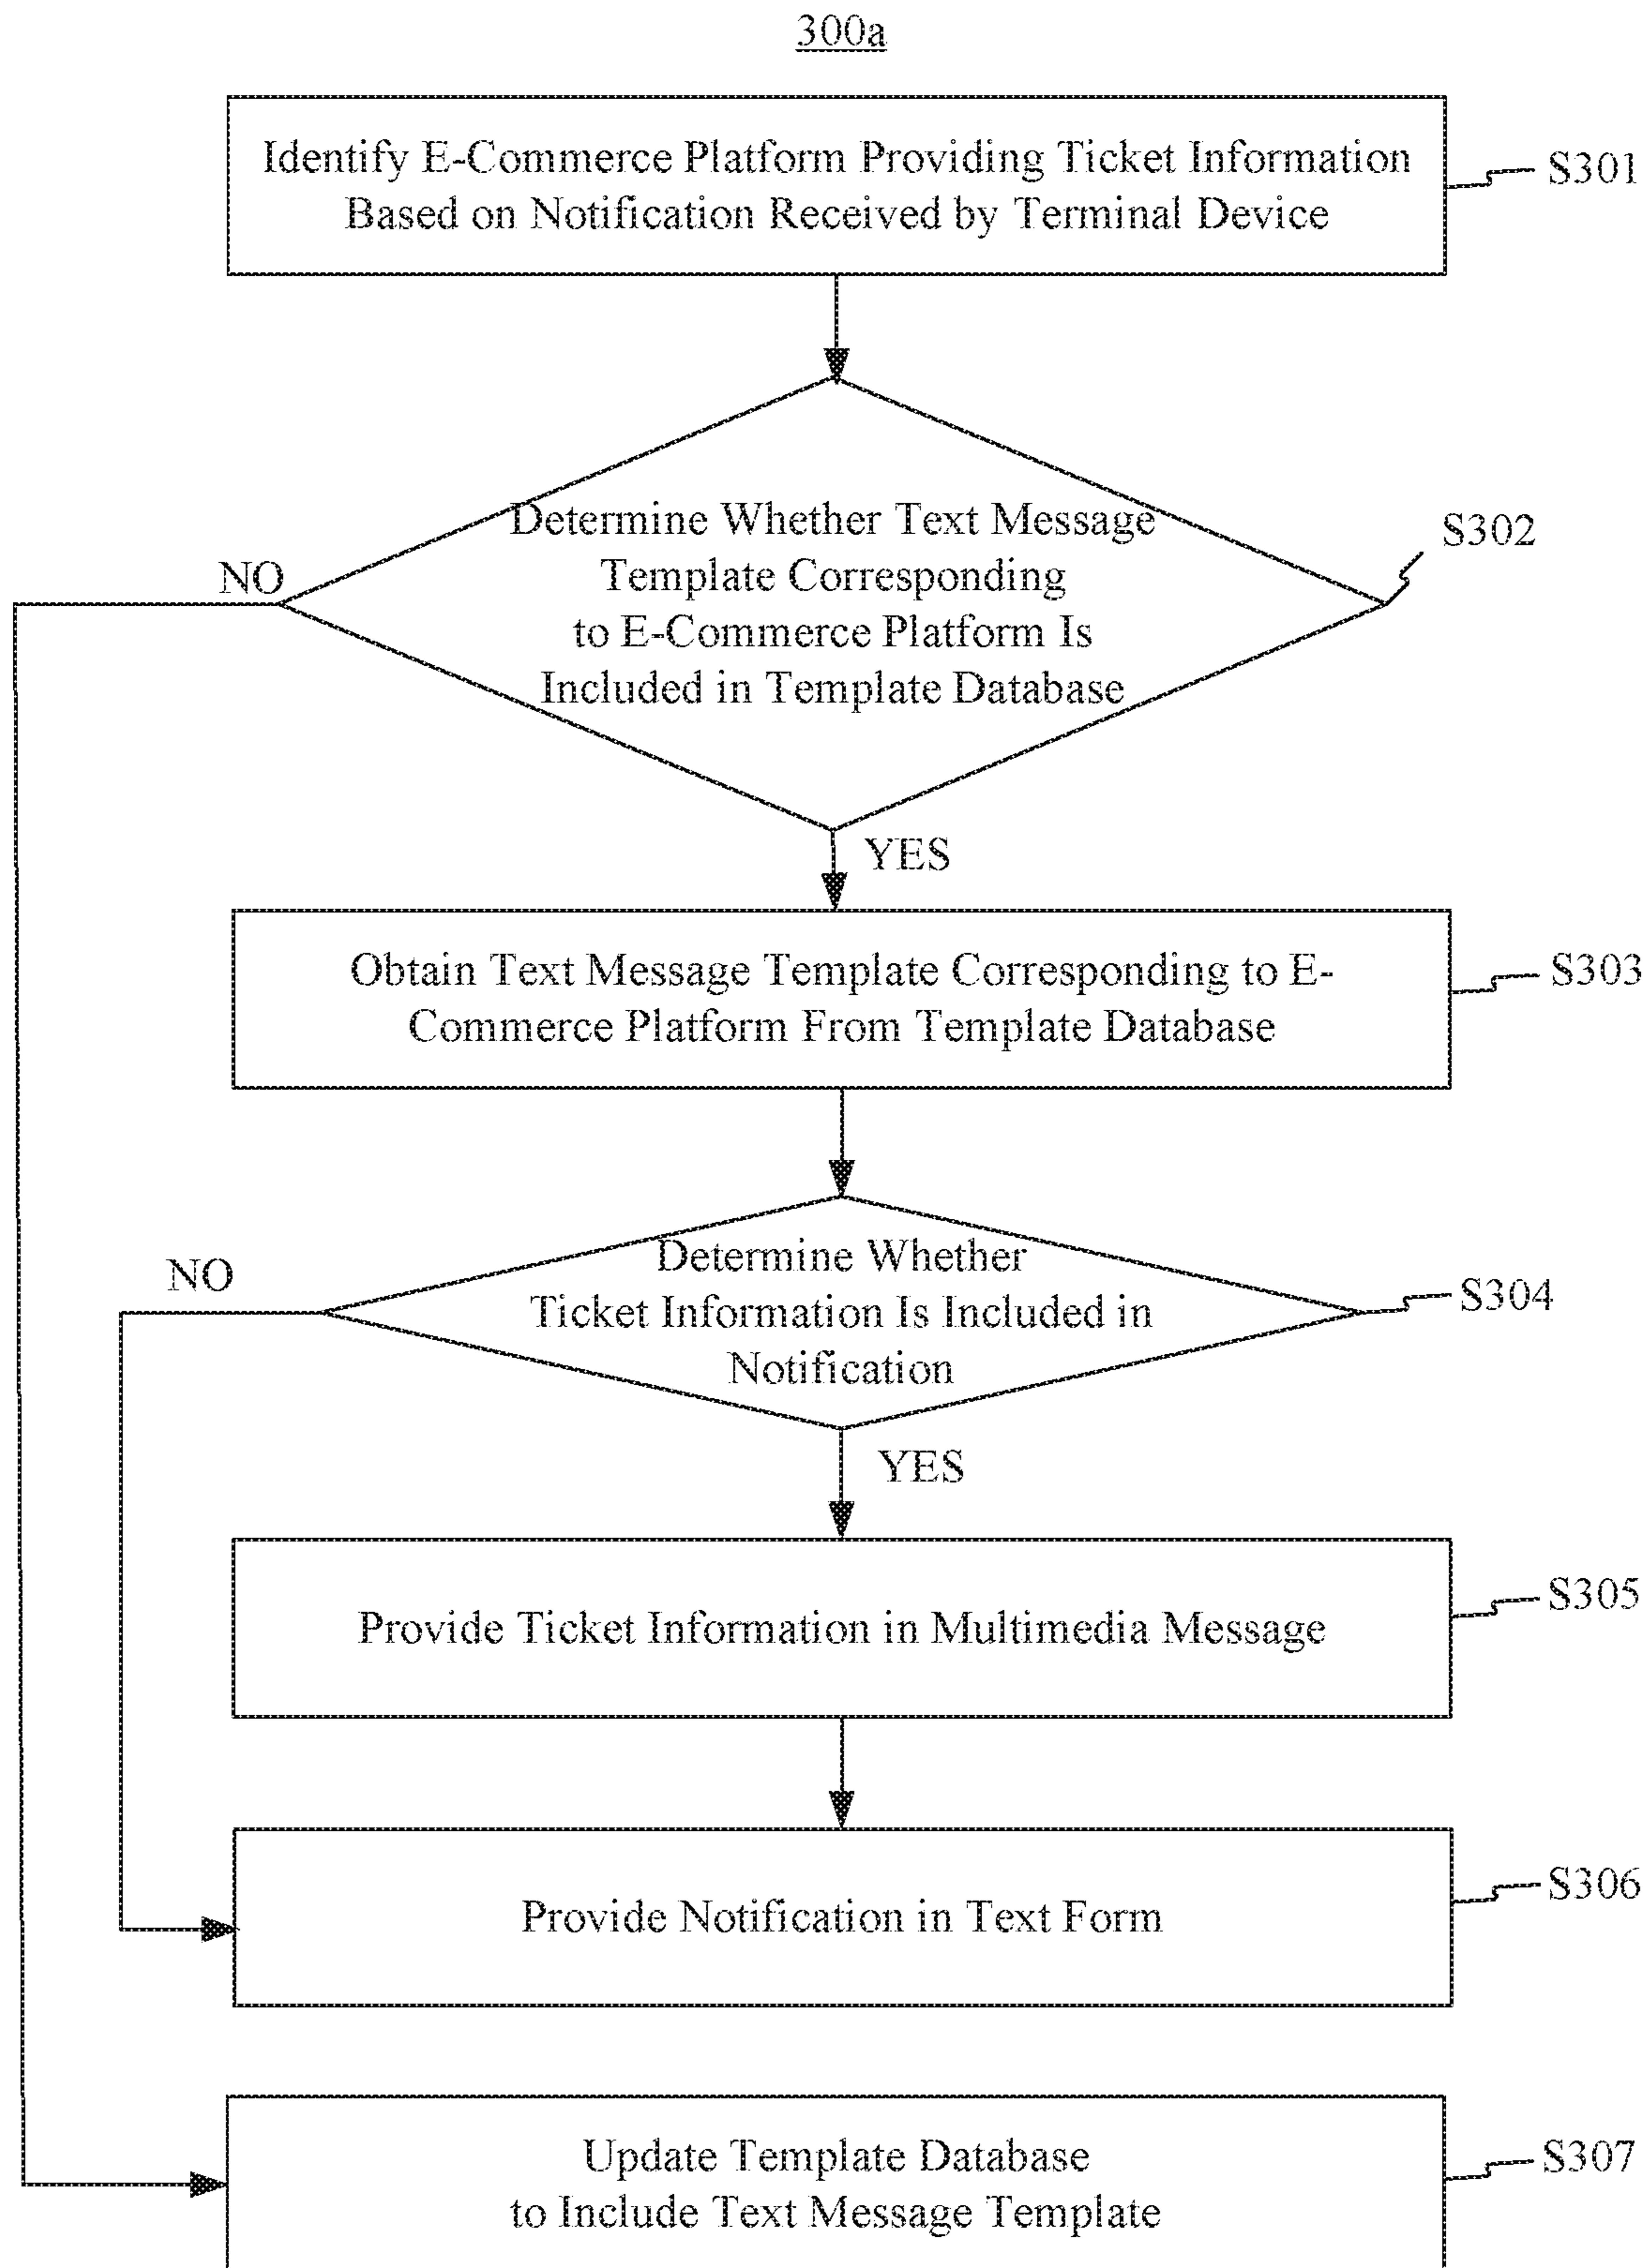 300a
Identify E-Commerce Platform Providing Ticket Information
Based on Notification Received by Terminal Device
S301
Determine Whether Text Message
Template Corresponding
to E-Commerce Platform Is
Included in Template Database
S302
NO
YES
Obtain Text Message Template Corresponding to E-
Commerce Platform From Template Database
S303
Determine Whether
Ticket Information Is Included in
Notification
S304
NO
YES
Provide Ticket Information in Multimedia Message
S305
Provide Notification in Text Form
S306
Update Template Database
to Include Text Message Template
S307